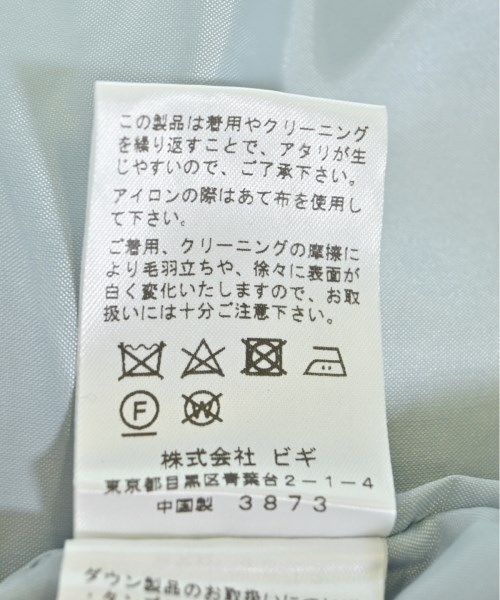 この製品は着用やクリーニング
を繰り返すことで、アタリが生
じやすいので、ご了承下さい。
アイロンの際はあて布を使用し
て下さい。
ご着用、クリーニングの摩擦に
より毛羽立ちや、徐々に表面が
白く変化いたしますので、お取
扱いには十分ご注意下さい。
F W
株式会社 ビギ
東京都目黒区青葉台2-1-4
中国製 3873
ダウン製品のお取扱いについ